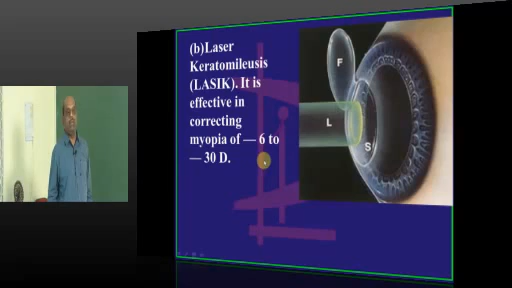 (b)Laser
Keratomileusis
(LASIK). It is
effective in
correcting
myopia of — 6 to
— 30 D.
F
L
S